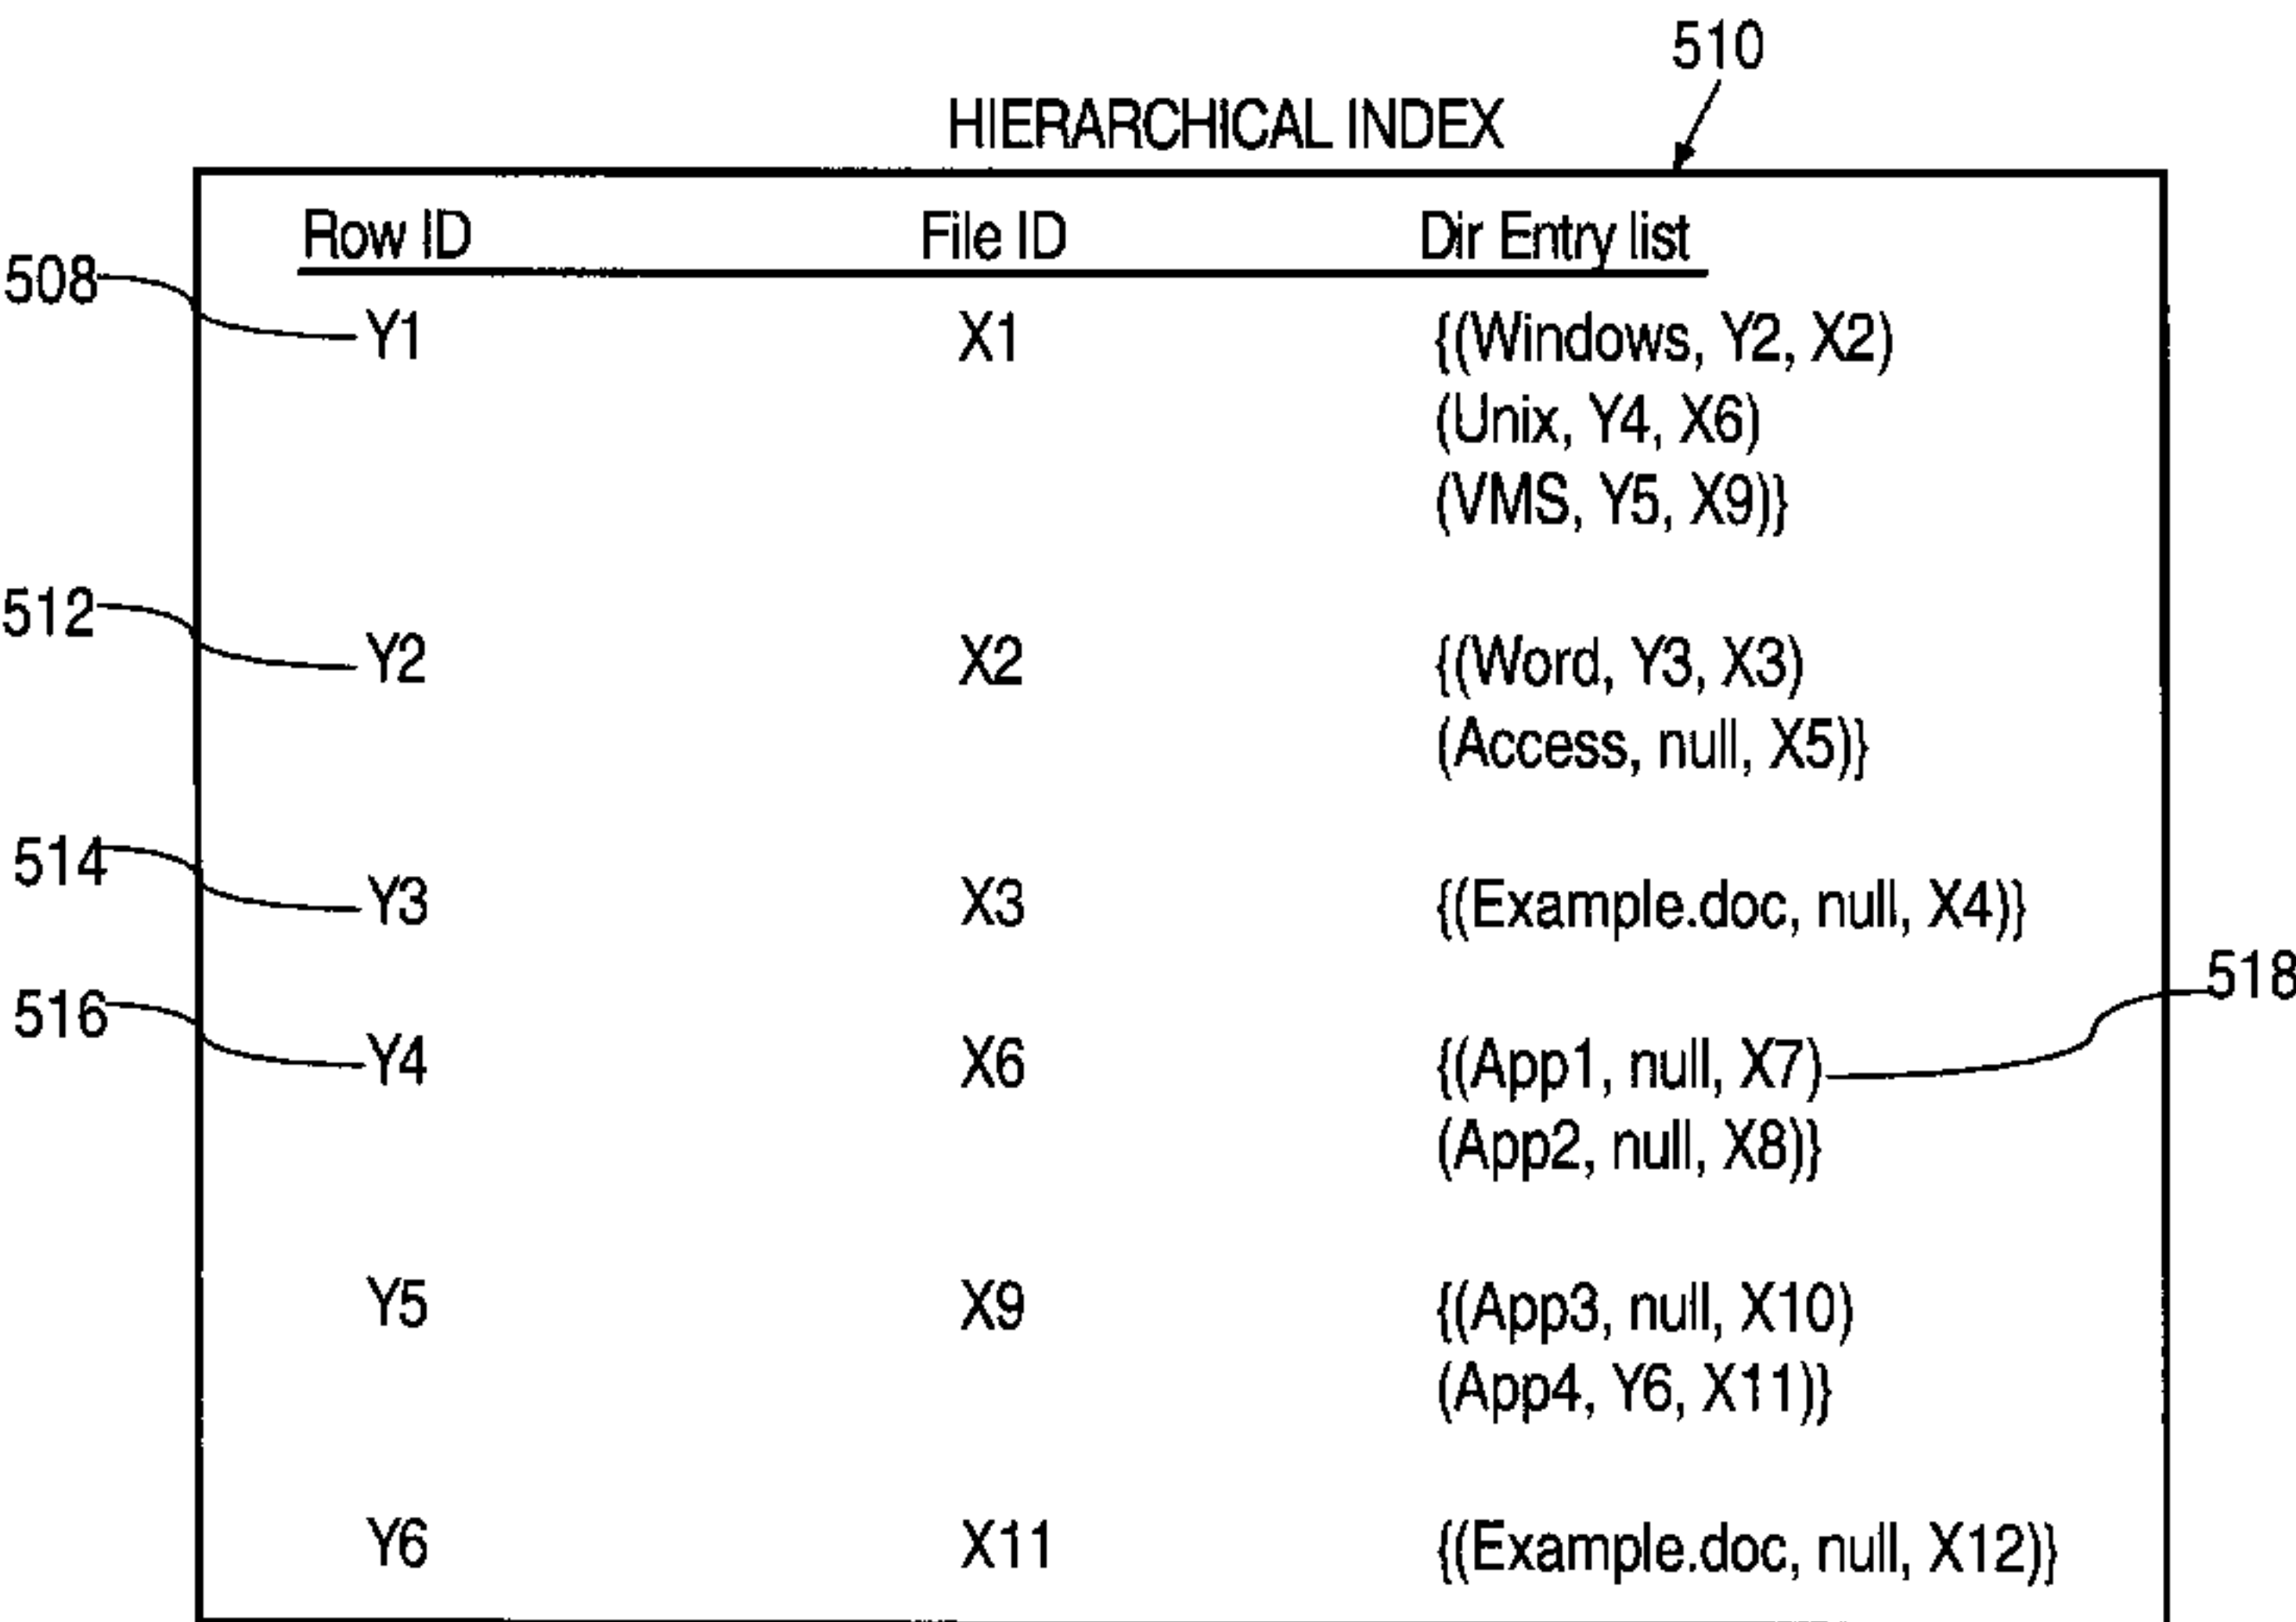 510
HIERARCHICAL INDEX
Row ID File ID Dir Entry list
508
Y1 X1 {(Windows, Y2, X2)
(Unix, Y4, X6)
(VMS, Y5, X9)}
512
Y2 X2 {(Word, Y3, X3)
(Access, null, X5)}
514
Y3 X3 {(Example.doc, null, X4)}
518
516
Y4 X6 {(App1, null, X7)
(App2, null, X8)}
Y5 X9 {(App3, null, X10)
(App4, Y6, X11)}
Y6 X11 {(Example.doc, null, X12)}